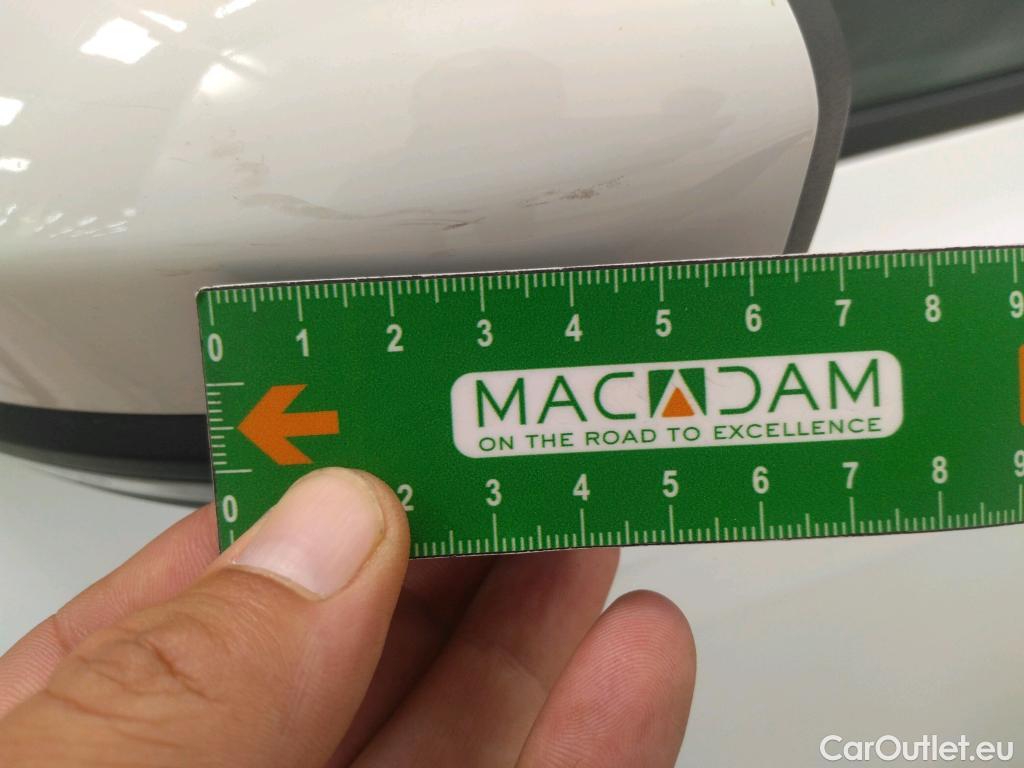 0 1 2 3 4 5 6 7 8 9
MACADAM
ON THE ROAD TO EXCELLENCE
0 2 3 4 5 6 7 8 9
CarOutlet.eu